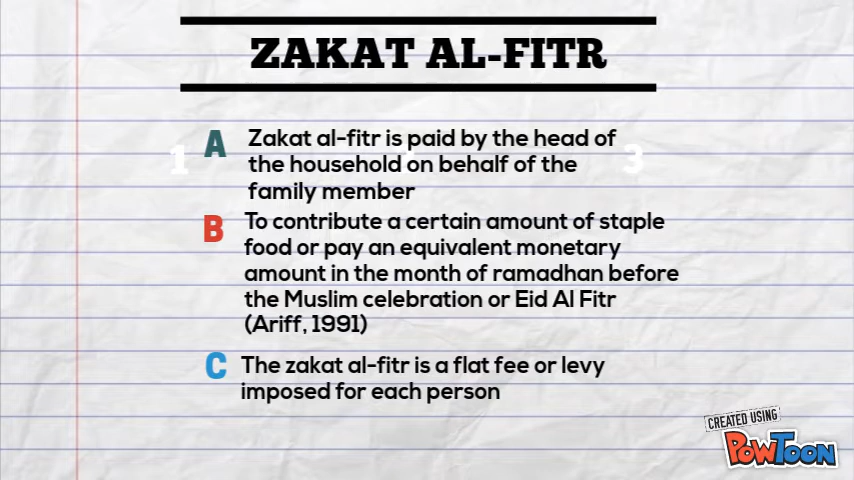 ZAKAT AL-FITR
1
3
A Zakat al-fitr is paid by the head of
the household on behalf of the
family member
B To contribute a certain amount of staple
food or pay an equivalent monetary
amount in the month of ramadhan before
the Muslim celebration or Eid Al Fitr
(Ariff, 1991)
C The zakat al-fitr is a flat fee or levy
imposed for each person
CREATED USING
POWTOON